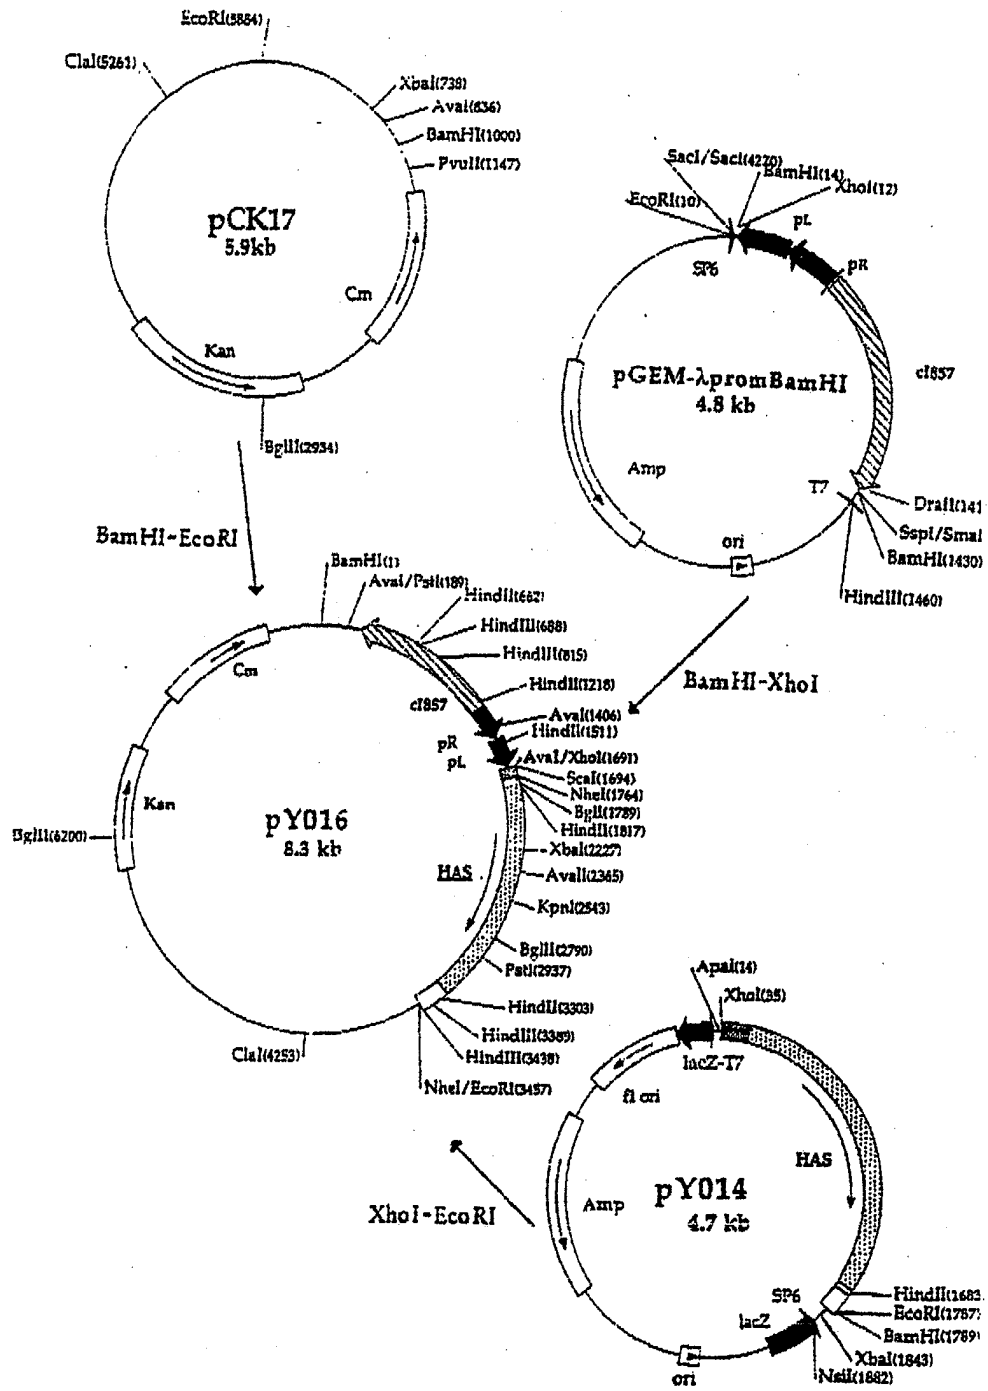 EcoRI(5884)
ClaI(5261)
XbaI(738)
AvaI(836)
BamHI(1000)
PvuII(1147)
pCK17
5.9kb
Cm
Kan
BglII(2934)
BamHI-EcoRI
SacI/SacI(4270)
BamHI(14)
XhoI(12)
EcoRI(10)
pL
SP6
pR
cI857
pGEM-λpromBamHI
4.8 kb
Amp
T7
DraII(141
SspI/SmaI
BamHI(1430)
HindIII(1460)
ori
BamHI-XhoI
BamHI(1)
AvaI/PstI(189)
HindII(662)
HindIII(688)
HindIII(815)
HindII(1218)
Cm
cI857
AvaI(1406)
HindII(1511)
pR
pL
AvaI/XhoI(1691)
ScaI(1694)
NheI(1764)
BglI(1789)
HindII(1817)
XbaI(2227)
AvaII(2365)
KpnI(2543)
BglII(2790)
PstI(2937)
HindII(3303)
HindIII(3389)
HindIII(3438)
NheI/EcoRI(3457)
ClaI(4253)
Kan
BglII(6200)
pY016
8.3 kb
HAS
XhoI-EcoRI
ApaI(14)
XhoI(35)
lacZ-T7
f1 ori
HAS
Amp
pY014
4.7 kb
SP6
lacZ
HindII(1683
EcoRI(1787)
BamHI(1789)
XbaI(1843)
NsiI(1882)
ori